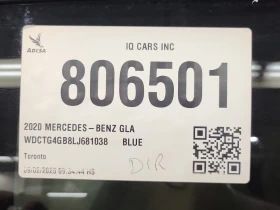 ADESA
IQ CARS INC
806501
2020 MERCEDES-BENZ GLA
WDCTG4GB8LJ681038 BLUE
Toronto
DIR